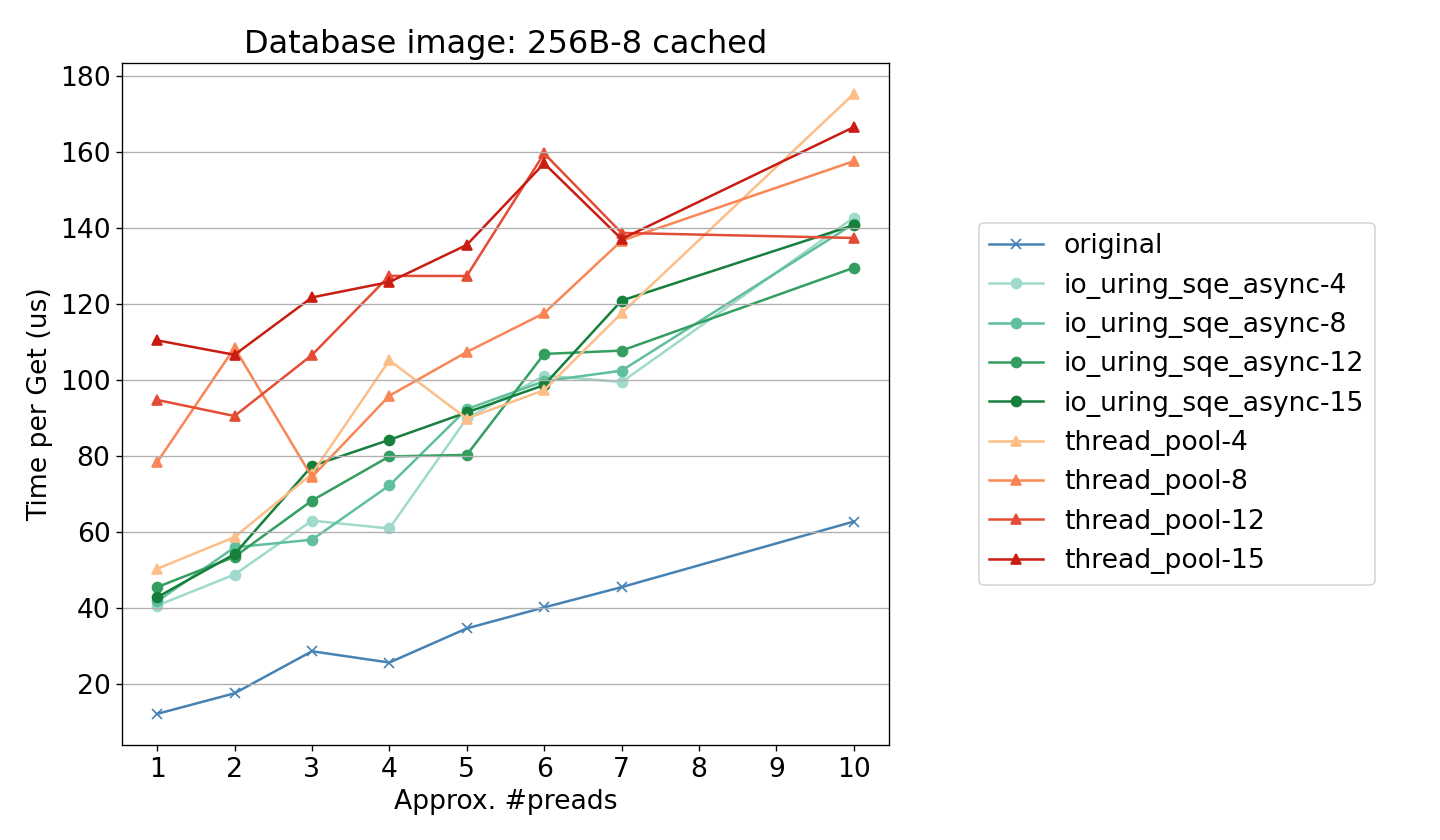 Database image: 256B-8 cached
180
160
140
120
100
80
60
40
20
Time per Get (us)
1 2 3 4 5 6 7 8 9 10
Approx. #preads
original
io_uring_sqe_async-4
io_uring_sqe_async-8
io_uring_sqe_async-12
io_uring_sqe_async-15
thread_pool-4
thread_pool-8
thread_pool-12
thread_pool-15